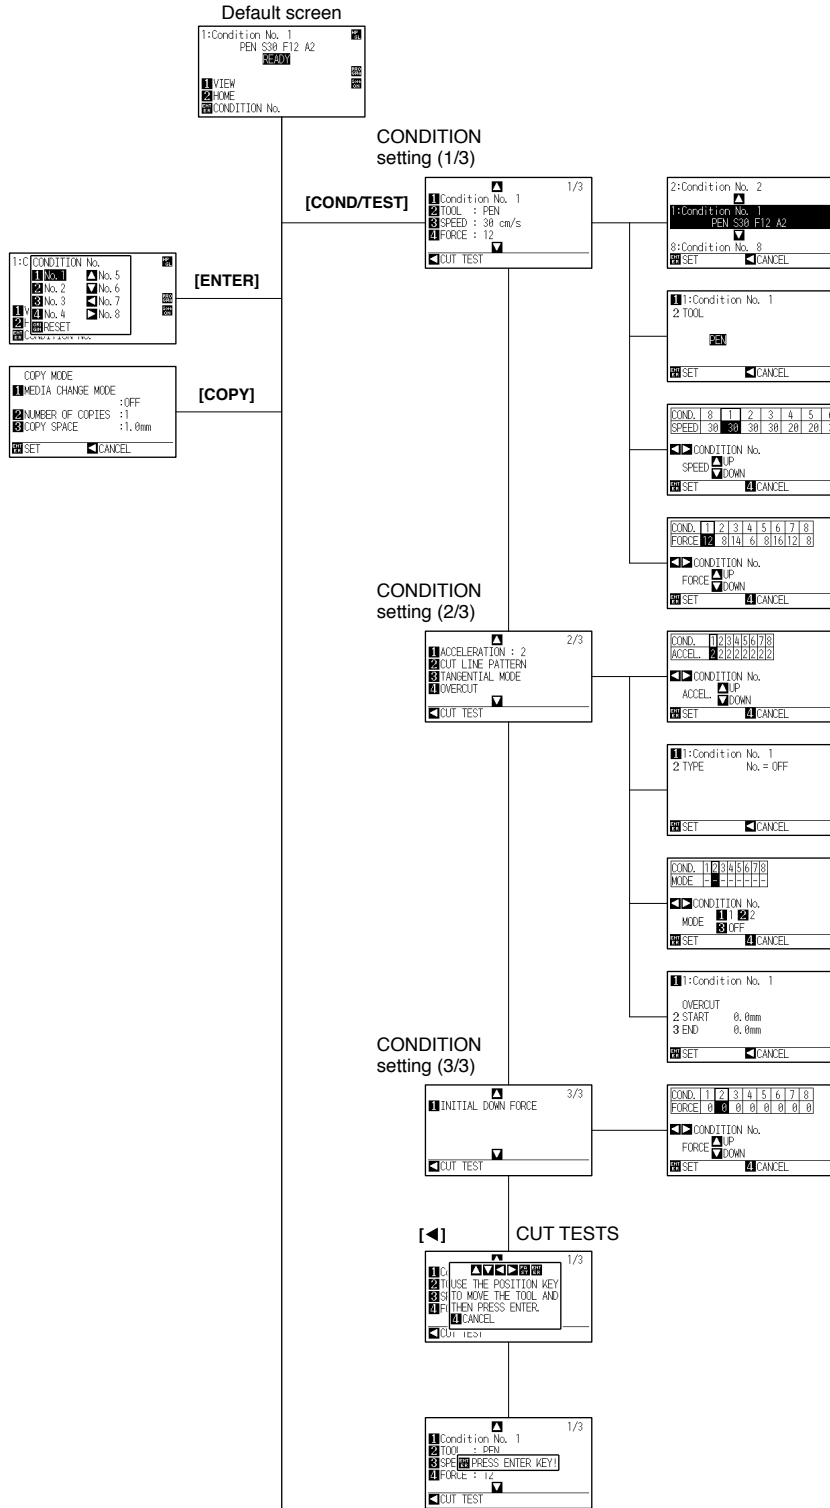 Default screen
1:Condition No. 1
PEN S30 F12 A2
READY
1 VIEW
2 HOME
CONDITION No.
CONDITION
setting (1/3)
[COND/TEST]
1/3
1 Condition No. 1
2 TOOL : PEN
3 SPEED : 30 cm/s
4 FORCE : 12
CUT TEST
2:Condition No. 2
1:Condition No. 1
PEN S30 F12 A2
8:Condition No. 8
SET CANCEL
[ENTER]
1:C CONDITION No.
1 No. 1 ▲ No. 5
2 No. 2 ▼ No. 6
3 No. 3 ◀ No. 7
4 No. 4 ▶ No. 8
RESET
1 1:Condition No. 1
2 TOOL
PEN
SET ◀ CANCEL
[COPY]
COPY MODE
1 MEDIA CHANGE MODE
:OFF
2 NUMBER OF COPIES :1
3 COPY SPACE :1.0mm
SET ◀ CANCEL
COND. 8 1 2 3 4 5
SPEED 30 30 30 30 20 20
◀▶ CONDITION No.
SPEED ▲ UP
▼ DOWN
SET 4 CANCEL
COND. 1 2 3 4 5 6 7 8
FORCE 12 8 14 6 8 16 12 8
◀▶ CONDITION No.
FORCE ▲ UP
▼ DOWN
SET 4 CANCEL
CONDITION
setting (2/3)
2/3
1 ACCELERATION : 2
2 CUT LINE PATTERN
3 TANGENTIAL MODE
4 OVERCUT
◀ CUT TEST
COND. 1 2 3 4 5 6 7 8
ACCEL. 2 2 2 2 2 2 2 2
◀▶ CONDITION No.
ACCEL. ▲ UP
▼ DOWN
SET 4 CANCEL
1 1:Condition No. 1
2 TYPE No. = OFF
SET ◀ CANCEL
COND. 1 2 3 4 5 6 7 8
MODE - - - - - - - -
◀▶ CONDITION No.
MODE 1 1 2 2
3 OFF
SET 4 CANCEL
1 1:Condition No. 1
OVERCUT
2 START 0.0mm
3 END 0.0mm
SET ◀ CANCEL
CONDITION
setting (3/3)
3/3
1 INITIAL DOWN FORCE
◀ CUT TEST
COND. 1 2 3 4 5 6 7 8
FORCE 0 0 0 0 0 0 0 0
◀▶ CONDITION No.
FORCE ▲ UP
▼ DOWN
SET 4 CANCEL
[◀] CUT TESTS
1/3
USE THE POSITION KEY
TO MOVE THE TOOL AND
THEN PRESS ENTER.
4 CANCEL
◀ CUT TEST
1/3
1 Condition No. 1
2 TOOL : PEN
3 SPE PRESS ENTER KEY!
4 FORCE : 12
◀ CUT TEST